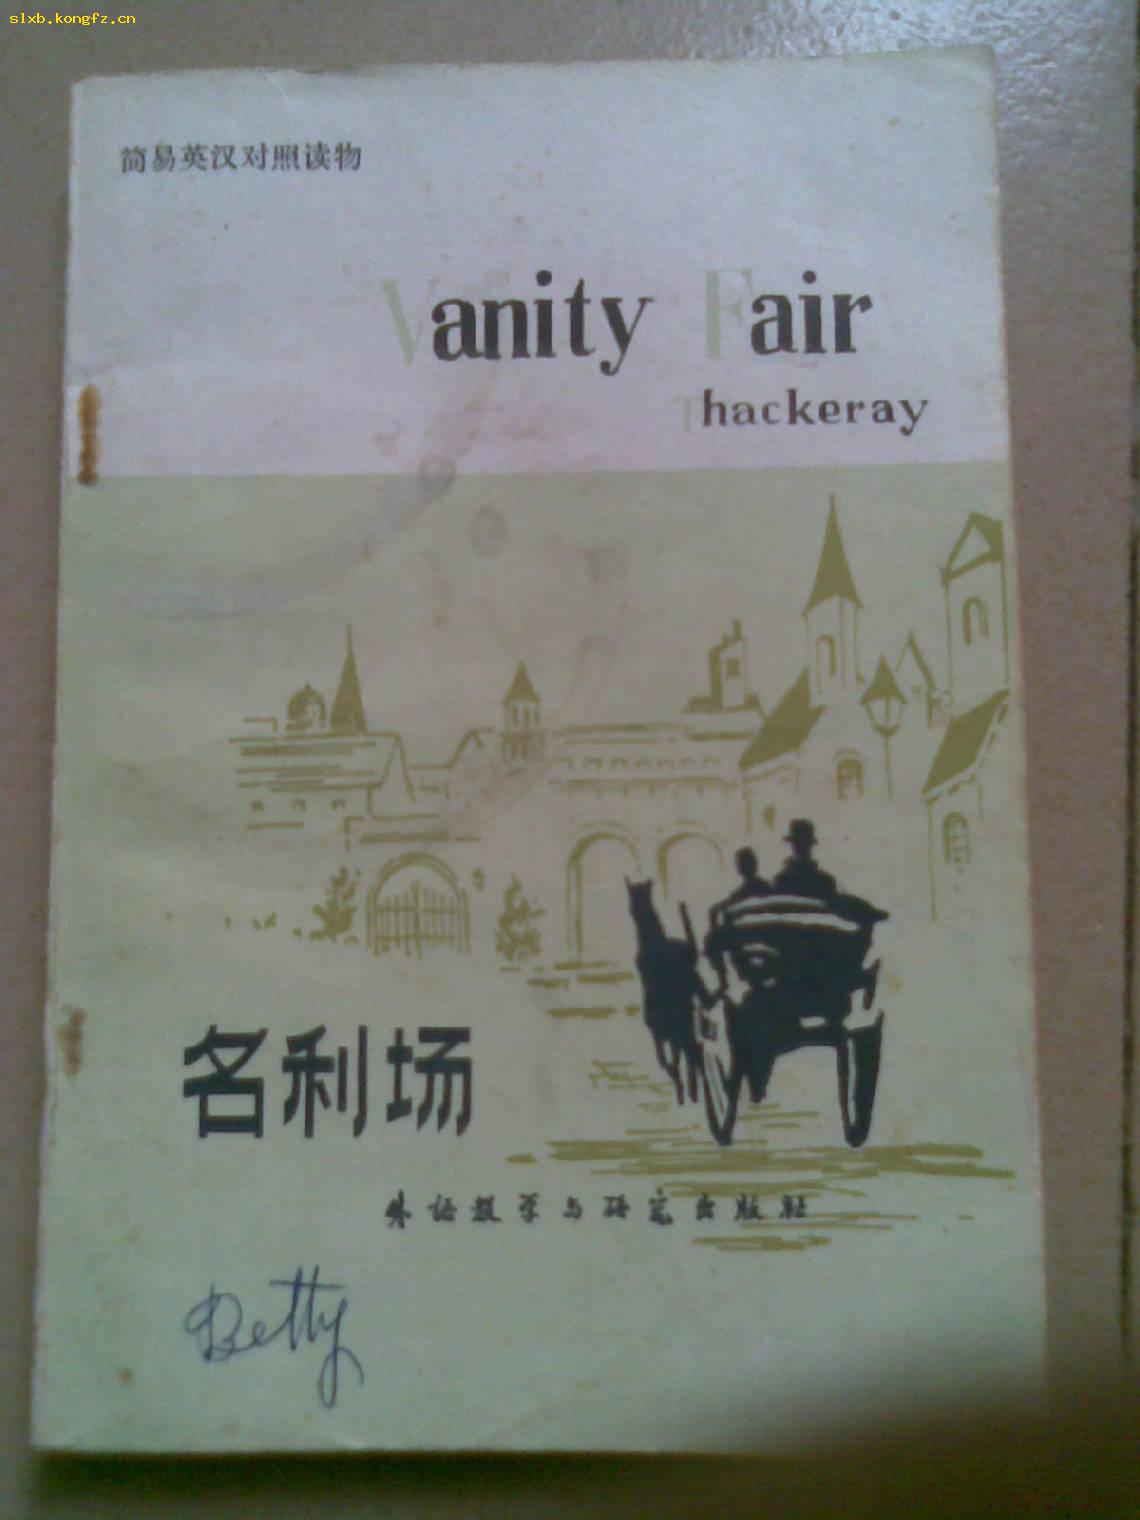 slxb.kongfz.cn
简易英汉对照读物
Vanity Fair
Thackeray
名利场
外语教学与研究出版社
Betty